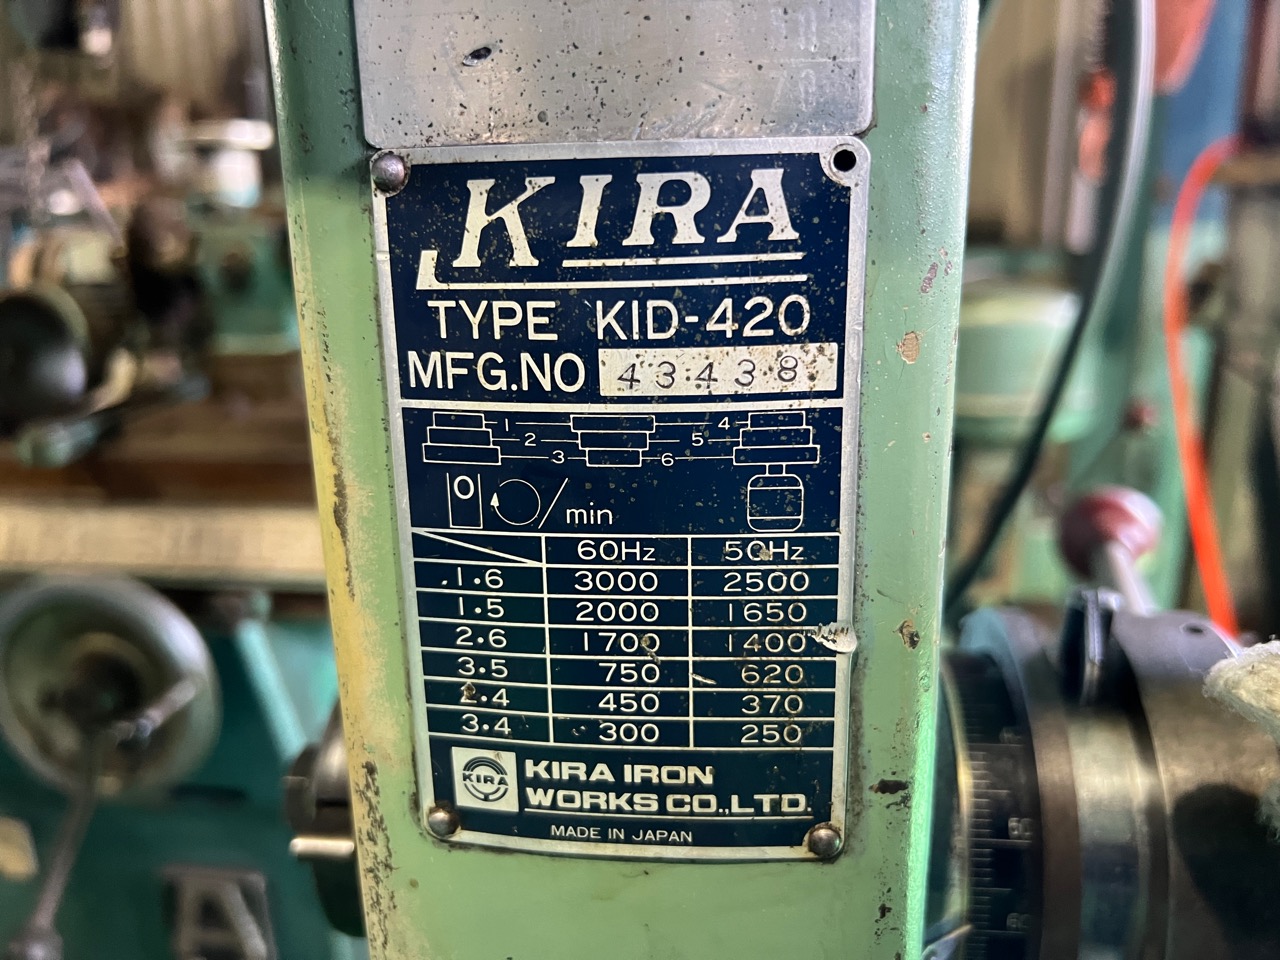 KIRA
TYPE KID-420
MFG.NO 43438
1 4
2 5
3 6
0 /min
60Hz 50Hz
1·6 3000 2500
1·5 2000 1650
2·6 1700 1400
3·5 750 620
2·4 450 370
3·4 300 250
KIRA KIRA IRON
WORKS CO.,LTD.
MADE IN JAPAN